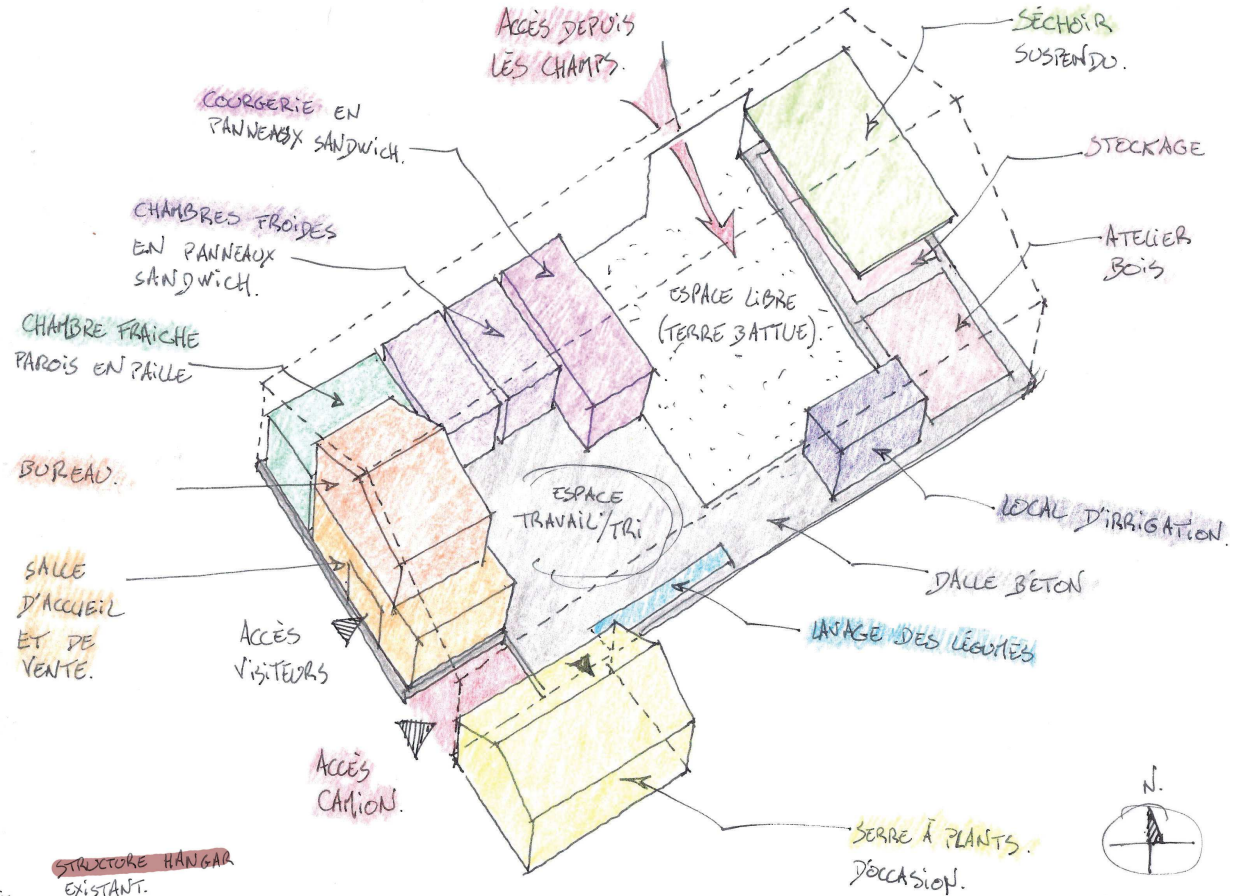 ACCÈS DEPUIS
LES CHAMPS.
SÉCHOIR
SUSPENDU.
COURGERIE EN
PANNEAUX SANDWICH.
STOCKAGE
CHAMBRES FROIDES
EN PANNEAUX
SANDWICH.
ATELIER
BOIS
ESPACE LIBRE
(TERRE BATTUE).
CHAMBRE FRAICHE
PAROIS EN PAILLE
BUREAU.
ESPACE
TRAVAIL/TRI
LOCAL D'IRRIGATION.
SALLE
D'ACCUEIL
ET DE
VENTE.
DALLE BÉTON
ACCÈS
VISITEURS
LAVAGE DES LÉGUMES
ACCÈS
CAMION.
N.
SERRE À PLANTS.
D'OCCASION.
STRUCTURE HANGAR
EXISTANT.